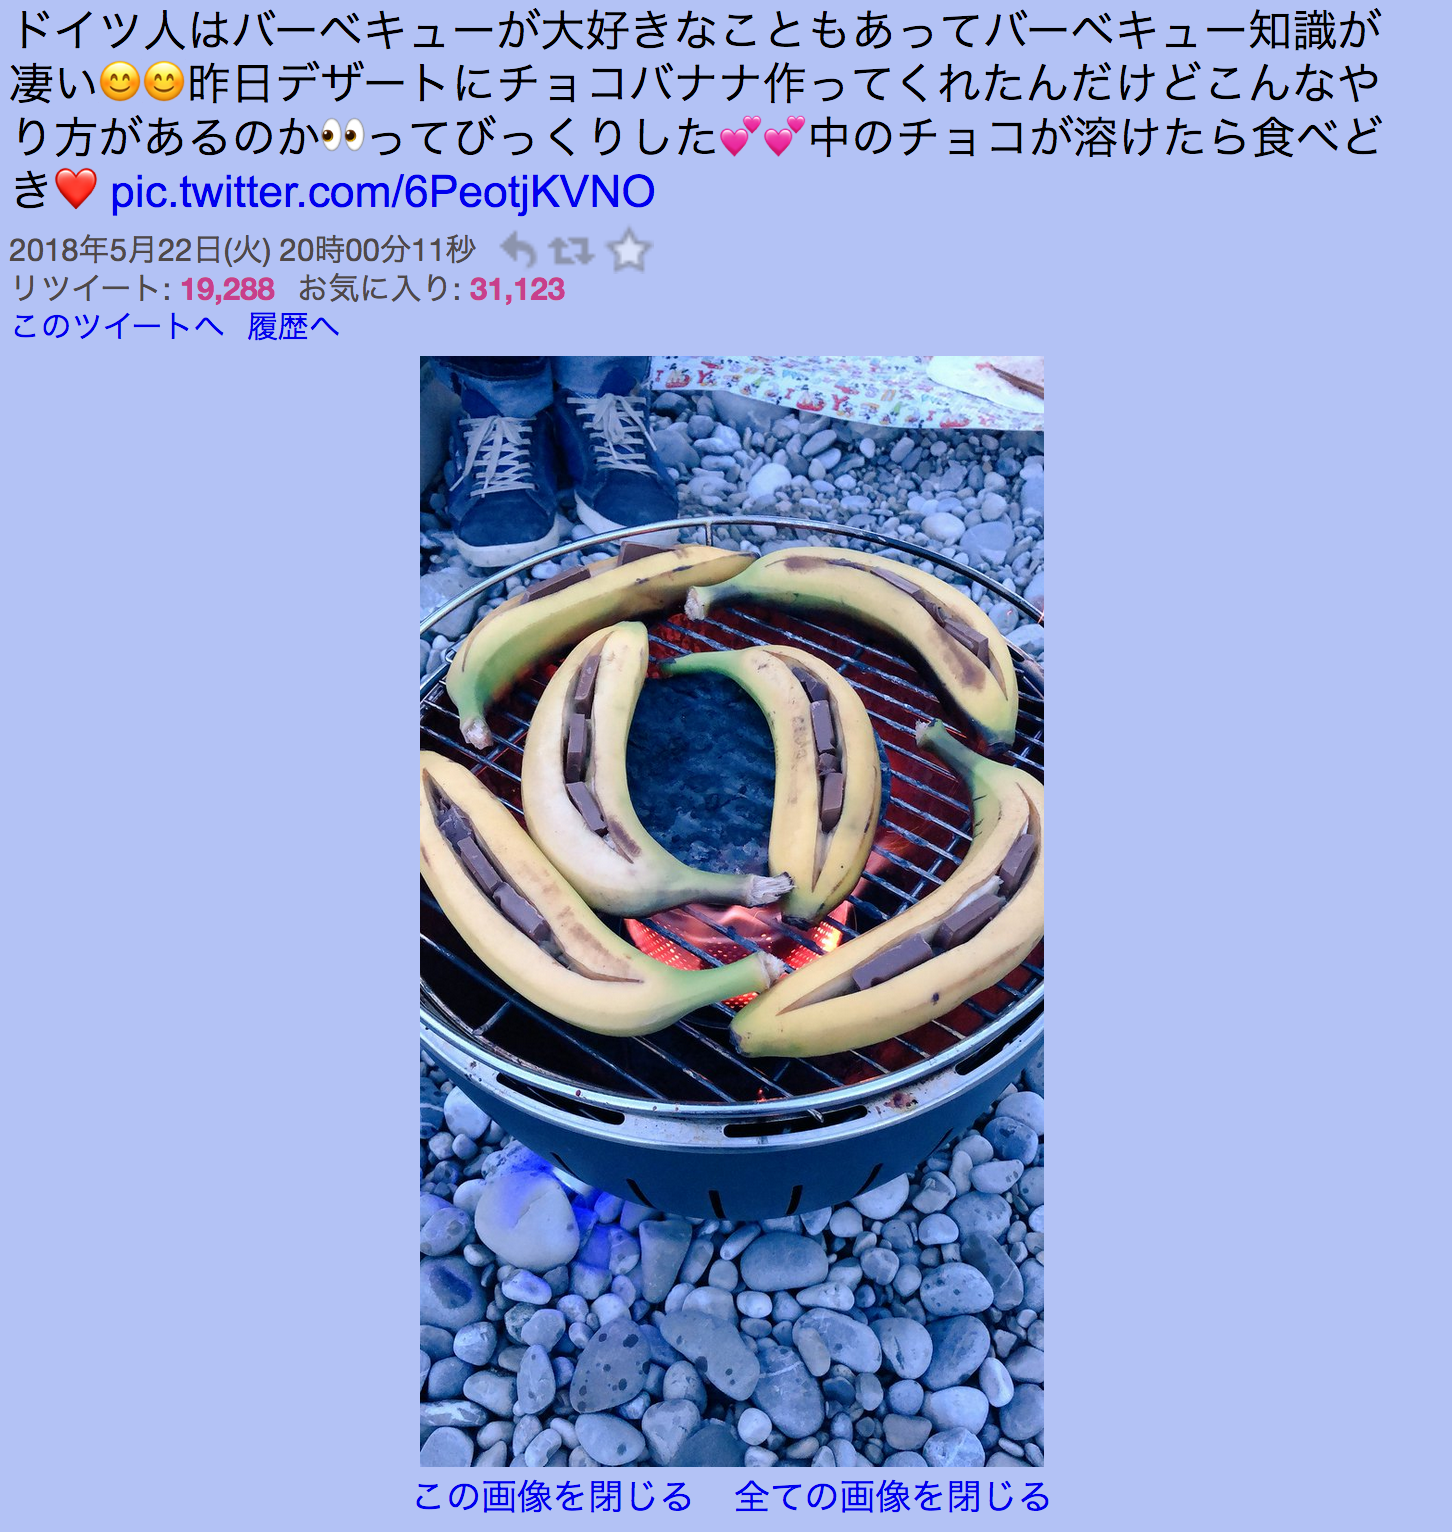 ドイツ人はバーベキューが大好きなこともあってバーベキュー知識が
凄い😊😊昨日デザートにチョコバナナ作ってくれたんだけどこんなや
り方があるのか👀ってびっくりした💕💕中のチョコが溶けたら食べど
き❤️ pic.twitter.com/6PeotjKVNO
2018年5月22日(火) 20時00分11秒
リツイート: 19,288 お気に入り: 31,123
このツイートへ 履歴へ
この画像を閉じる 全ての画像を閉じる